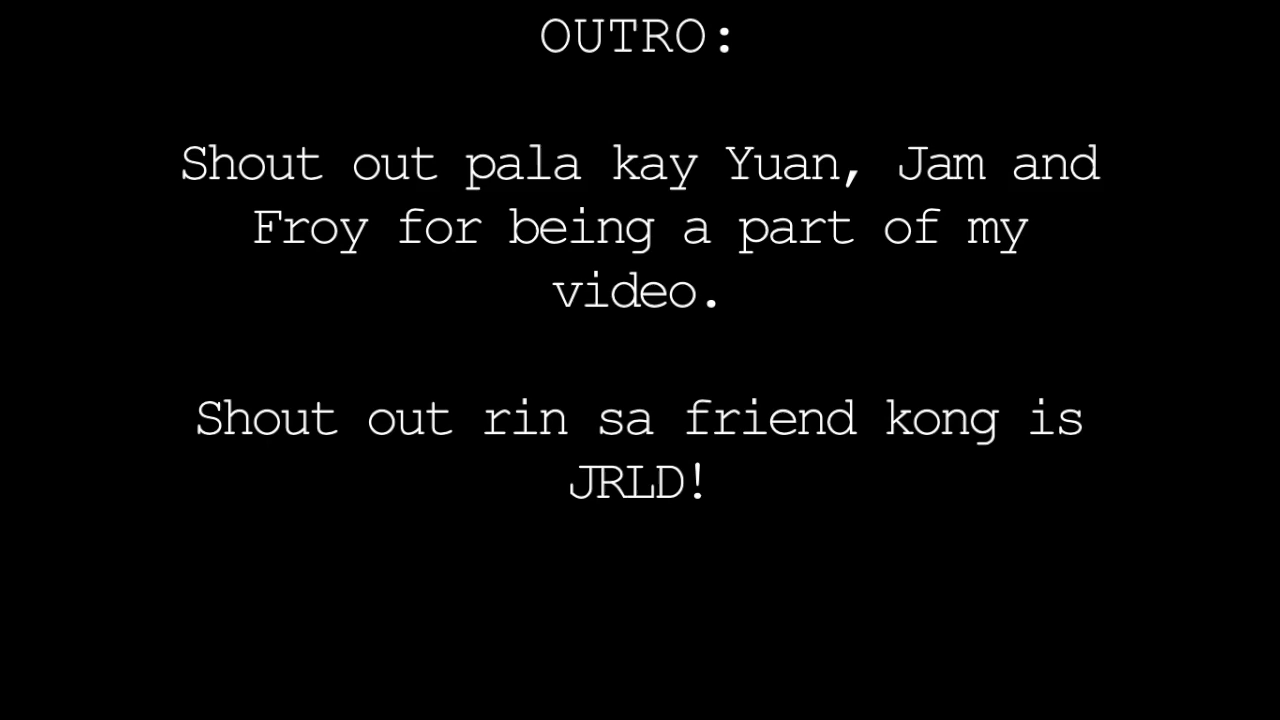 OUTRO:
Shout out pala kay Yuan, Jam and
Froy for being a part of my
video.
Shout out rin sa friend kong is
JRLD!